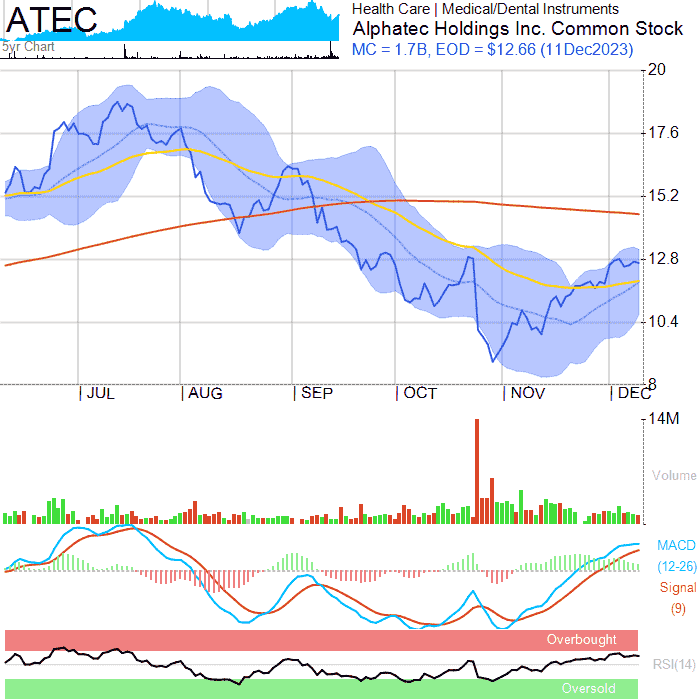 ATEC
5yr Chart
Health Care | Medical/Dental Instruments
Alphatec Holdings Inc. Common Stock
MC = 1.7B, EOD = $12.66 (11Dec2023)
20
17.6
15.2
12.8
10.4
8
JUL AUG SEP OCT NOV DEC
14M
Volume
MACD
(12-26)
Signal
(9)
Overbought
RSI(14)
Oversold